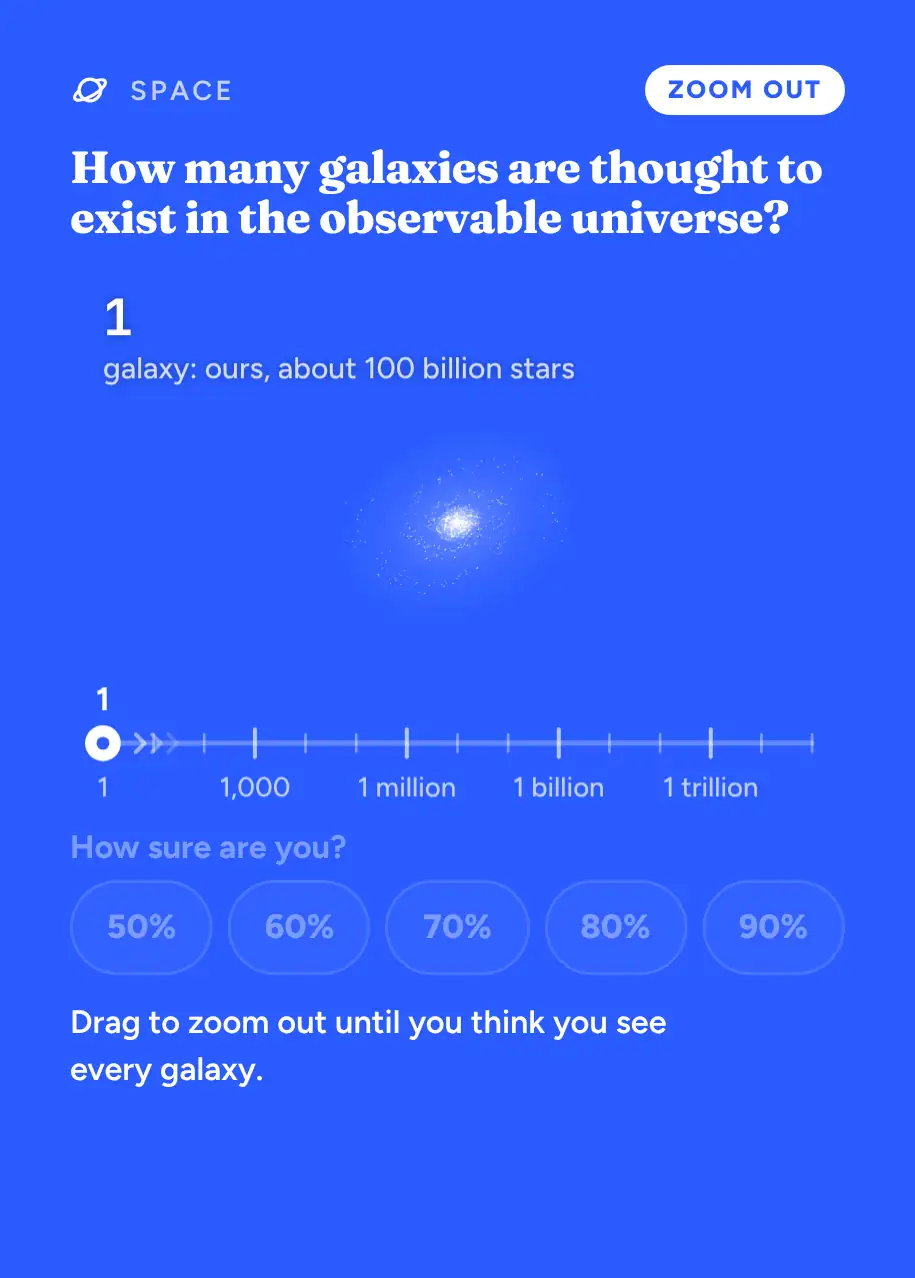 SPACE
ZOOM OUT
How many galaxies are thought to
exist in the observable universe?
1
galaxy: ours, about 100 billion stars
1
1 1,000 1 million 1 billion 1 trillion
How sure are you?
50% 60% 70% 80% 90%
Drag to zoom out until you think you see
every galaxy.